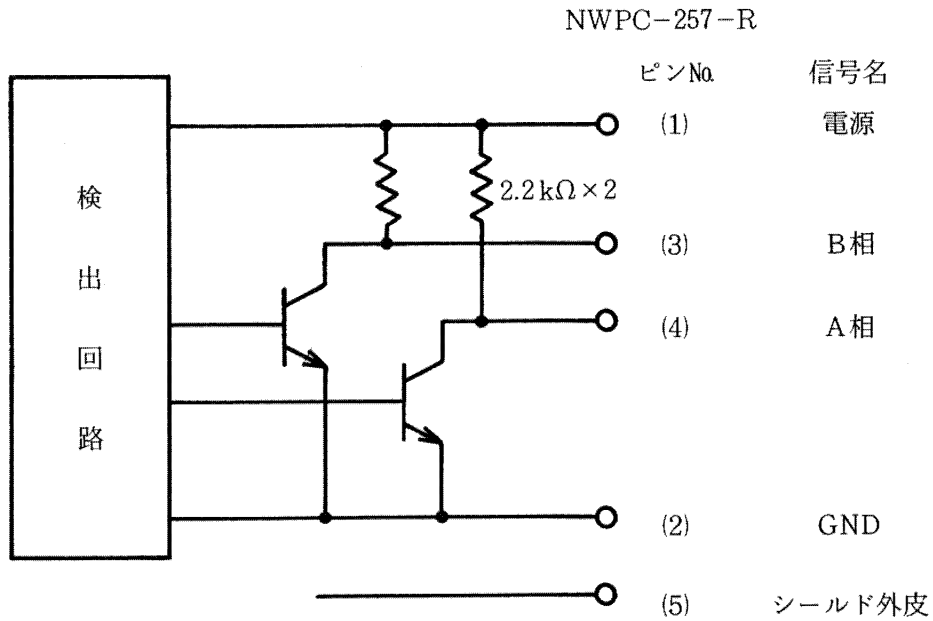 NWPC-257-R
ピンNo. 信号名
(1) 電源
2.2kΩ×2
(3) B相
(4) A相
(2) GND
(5) シールド外皮
検出回路